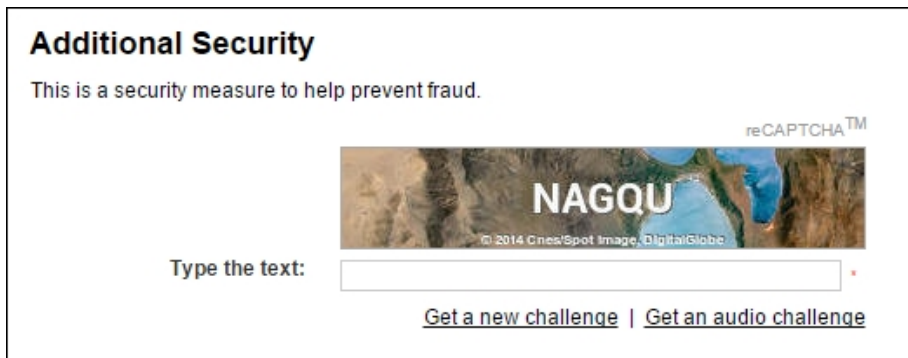 Additional Security
This is a security measure to help prevent fraud.
reCAPTCHA™
NAGQU
© 2014 Cnes/Spot Image, DigitalGlobe
Type the text: *
Get a new challenge | Get an audio challenge